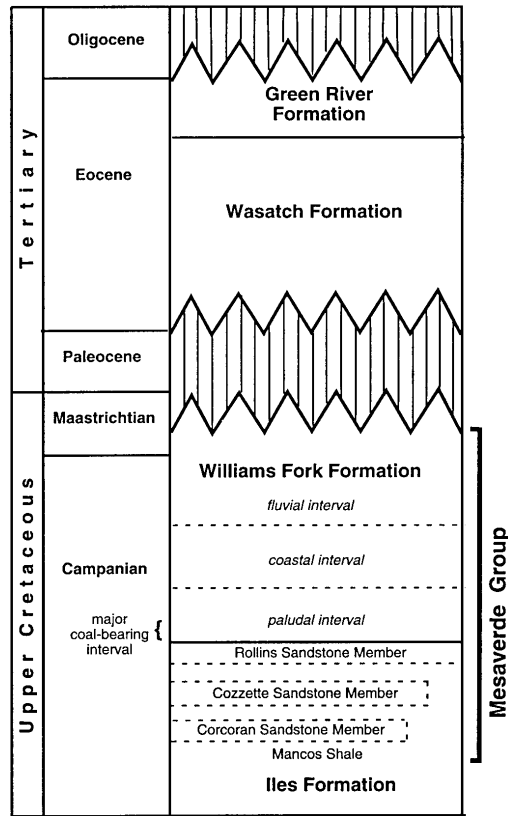 Tertiary
Upper Cretaceous
Oligocene
Eocene
Paleocene
Maastrichtian
Campanian
major
coal-bearing
interval
{
Green River
Formation
Wasatch Formation
Williams Fork Formation
fluvial interval
coastal interval
paludal interval
Rollins Sandstone Member
Cozzette Sandstone Member
Corcoran Sandstone Member
Mancos Shale
Iles Formation
Mesaverde Group